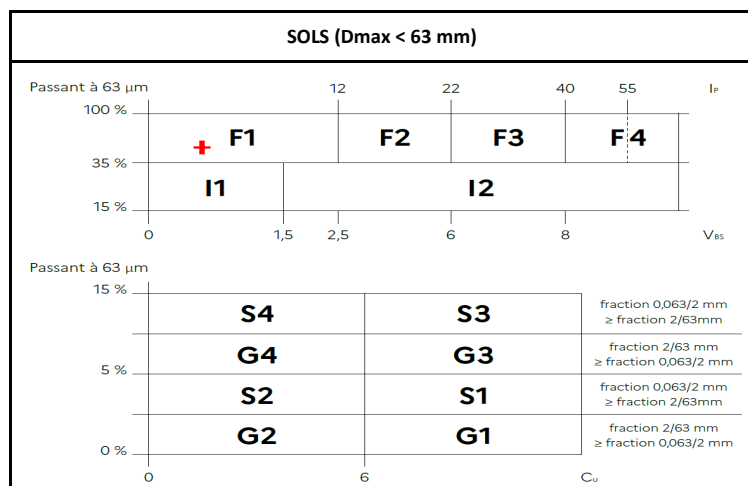 SOLS (Dmax < 63 mm)
Passant à 63 µm 12 22 40 55 Iₚ
100 %
F1 F2 F3 F4
35 %
I1 I2
15 %
0 1,5 2,5 6 8 V_BS
Passant à 63 µm
15 %
S4 S3 fraction 0,063/2 mm
≥ fraction 2/63mm
G4 G3 fraction 2/63 mm
≥ fraction 0,063/2 mm
5 %
S2 S1 fraction 0,063/2 mm
≥ fraction 2/63mm
G2 G1 fraction 2/63 mm
≥ fraction 0,063/2 mm
0 %
0 6 Cᵤ